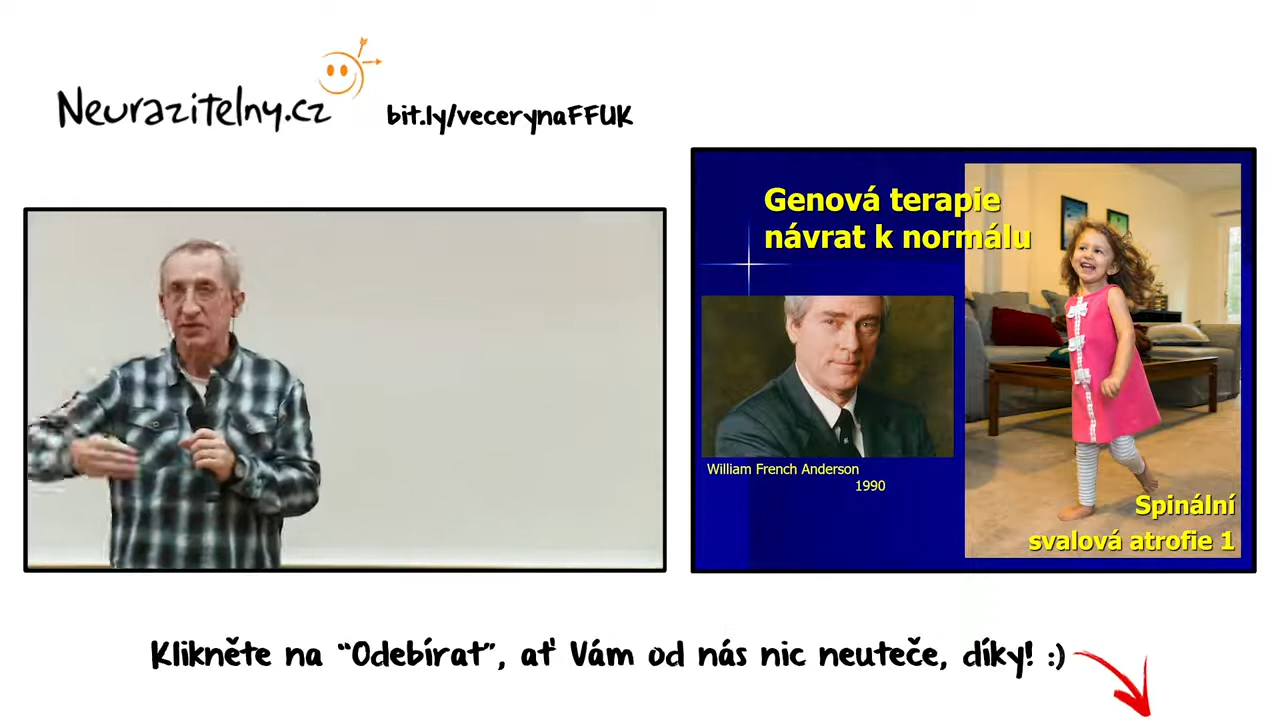 Neurazitelny.cz
bit.ly/vecerynaFFUK
Genová terapie
návrat k normálu
William French Anderson
1990
Spinální
svalová atrofie 1
Klikněte na “Odebírat”, ať Vám od nás nic neuteče, díky! :)